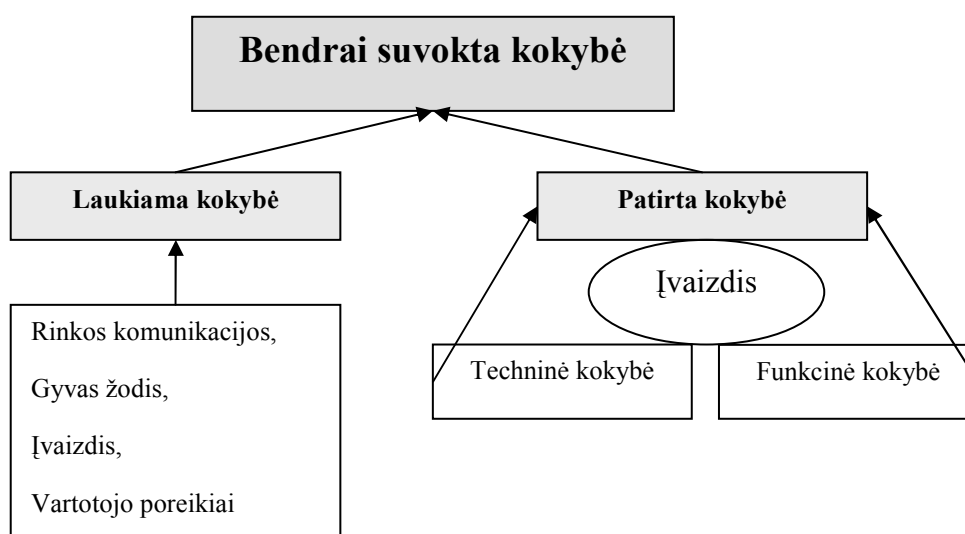 Bendrai suvokta kokybė
Laukiama kokybė
Patirta kokybė
Įvaizdis
Rinkos komunikacijos,
Gyvas žodis,
Įvaizdis,
Vartotojo poreikiai
Techninė kokybė
Funkcinė kokybė